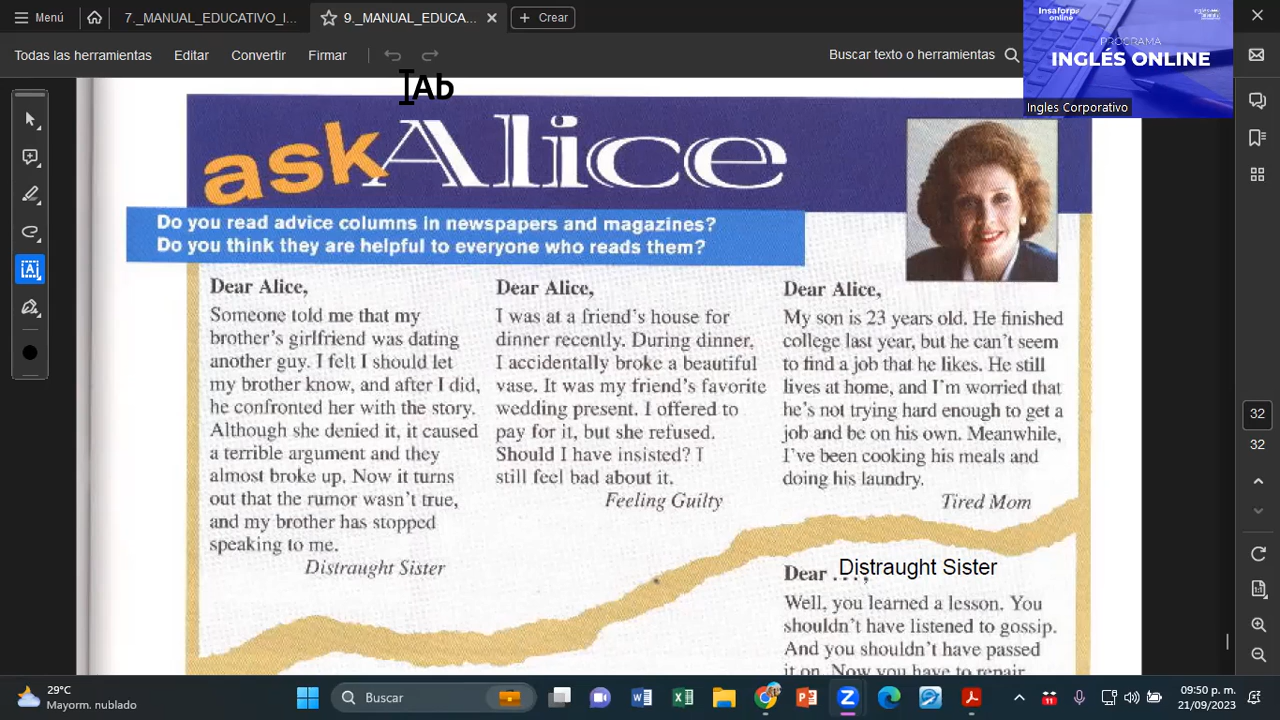 Menú
7._MANUAL_EDUCATIVO_I...
9._MANUAL_EDUCA...
Crear
Todas las herramientas
Editar
Convertir
Firmar
Buscar texto o herramientas
Insaforp
online
PROGRAMA
INGLÉS ONLINE
Ingles Corporativo
Ab
ask Alice
Do you read advice columns in newspapers and magazines?
Do you think they are helpful to everyone who reads them?
Dear Alice,
Someone told me that my
brother's girlfriend was dating
another guy. I felt I should let
my brother know, and after I did,
he confronted her with the story.
Although she denied it, it caused
a terrible argument and they
almost broke up. Now it turns
out that the rumor wasn't true,
and my brother has stopped
speaking to me.
Distraught Sister
Dear Alice,
I was at a friend's house for
dinner recently. During dinner,
I accidentally broke a beautiful
vase. It was my friend's favorite
wedding present. I offered to
pay for it, but she refused.
Should I have insisted? I
still feel bad about it.
Feeling Guilty
Dear Alice,
My son is 23 years old. He finished
college last year, but he can't seem
to find a job that he likes. He still
lives at home, and I'm worried that
he's not trying hard enough to get a
job and be on his own. Meanwhile,
I've been cooking his meals and
doing his laundry.
Tired Mom
Dear . . . ,
Distraught Sister
Well, you learned a lesson. You
shouldn't have listened to gossip.
And you shouldn't have passed
it on. Now you have to repair
32
32
29°C
Mayorm. nublado
Buscar
09:50 p. m.
21/09/2023